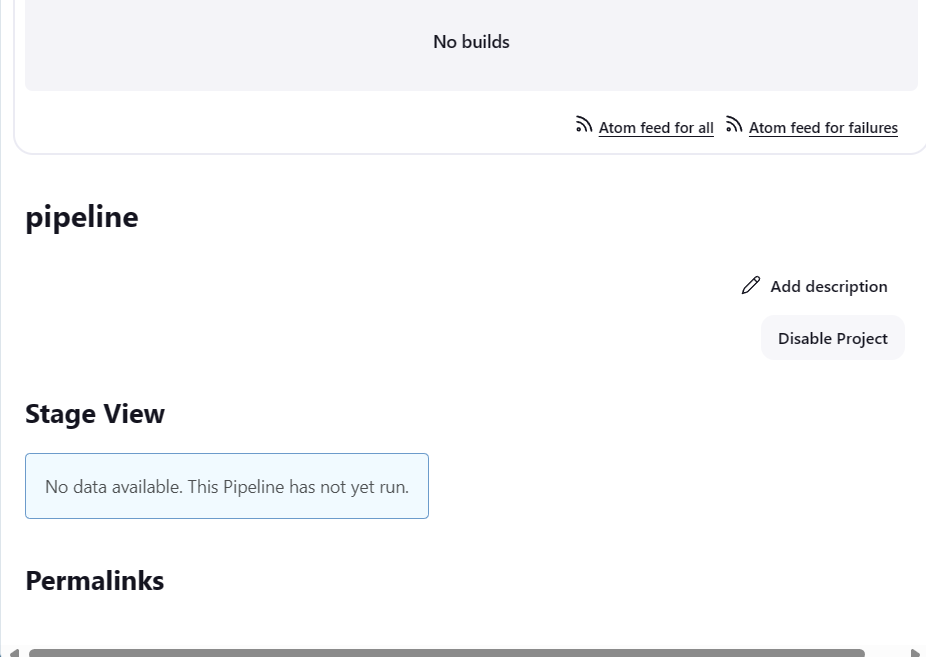 No builds
Atom feed for all Atom feed for failures
pipeline
Add description
Disable Project
Stage View
No data available. This Pipeline has not yet run.
Permalinks